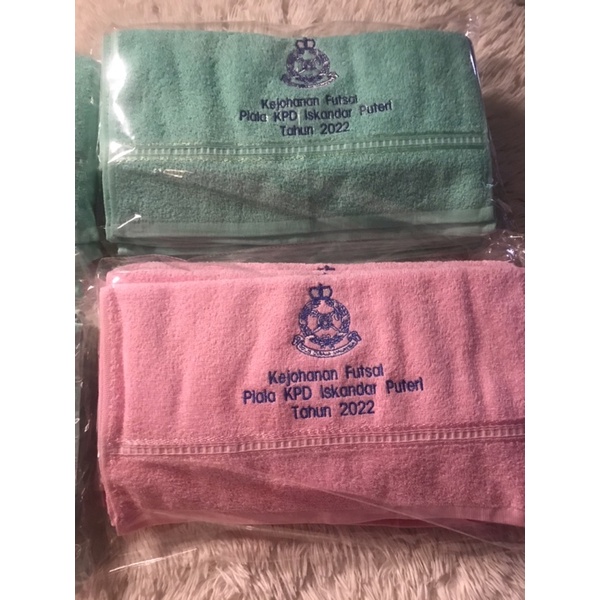 Kejohanan Futsal
Piala KPD Iskandar Puteri
Tahun 2022
Kejohanan Futsal
Piala KPD Iskandar Puteri
Tahun 2022